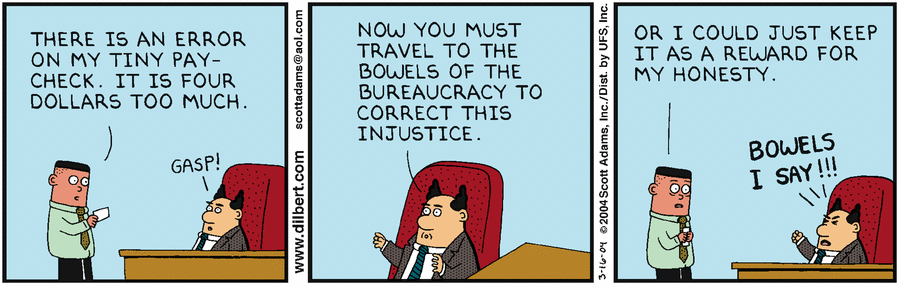 THERE IS AN ERROR
ON MY TINY PAY-
CHECK. IT IS FOUR
DOLLARS TOO MUCH.
GASP!
www.dilbert.com scottadams@aol.com
NOW YOU MUST
TRAVEL TO THE
BOWELS OF THE
BUREAUCRACY TO
CORRECT THIS
INJUSTICE.
3-16-04 © 2004 Scott Adams, Inc./Dist. by UFS, Inc.
OR I COULD JUST KEEP
IT AS A REWARD FOR
MY HONESTY.
BOWELS
I SAY!!!